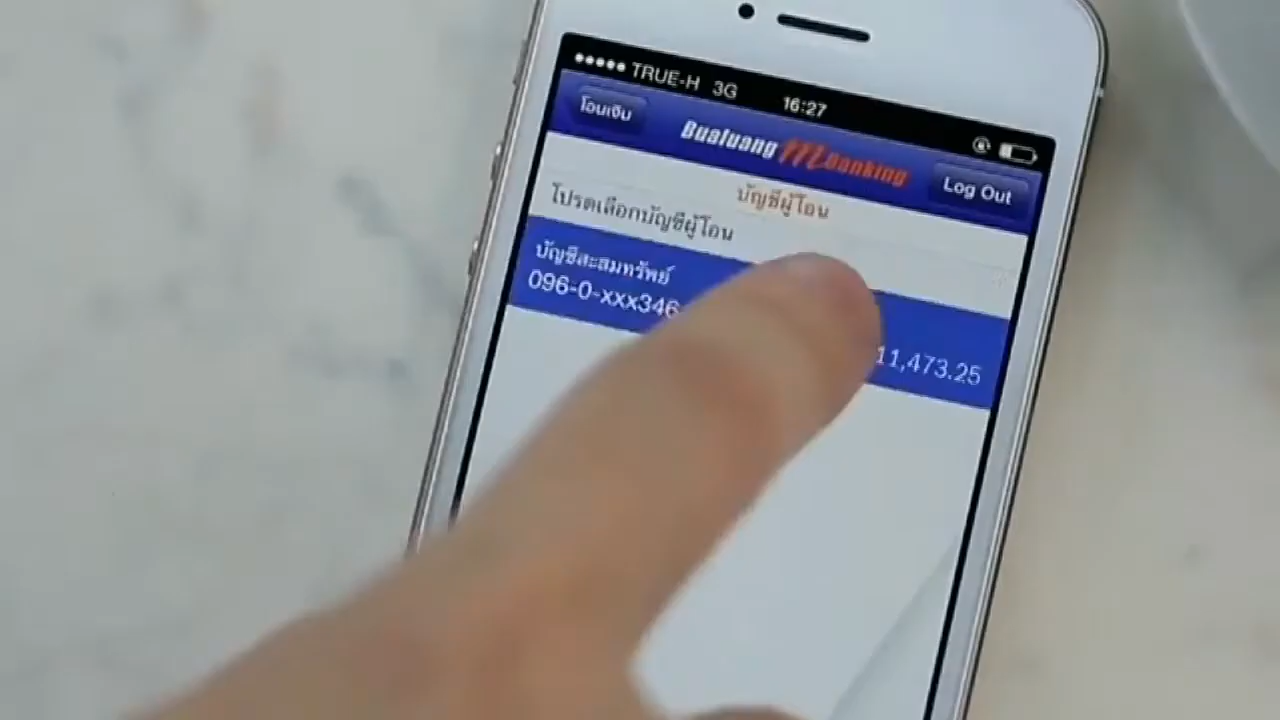 ●●●●● TRUE-H 3G 16:27
โอนเงิน
Bualuang mBanking
Log Out
บัญชีผู้โอน
โปรดเลือกบัญชีผู้โอน
บัญชีสะสมทรัพย์
096-0-xxx346
11,473.25